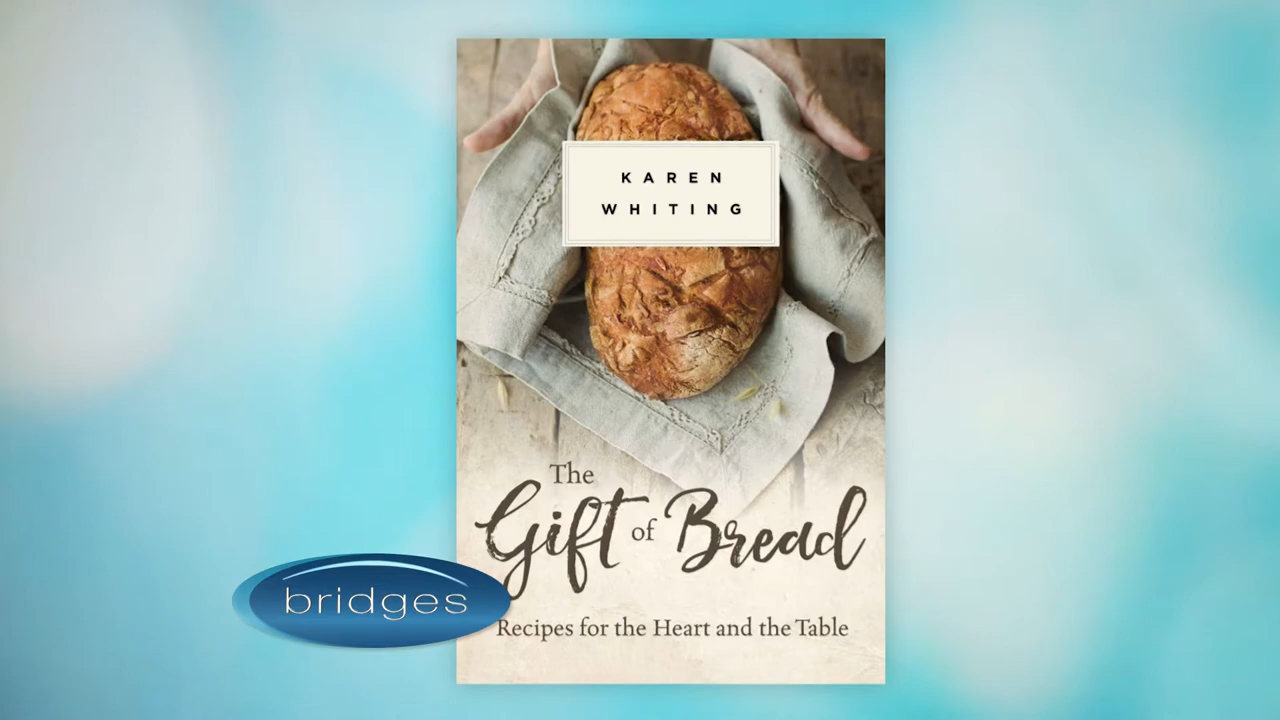 KAREN
WHITING
The
Gift of Bread
Recipes for the Heart and the Table
bridges